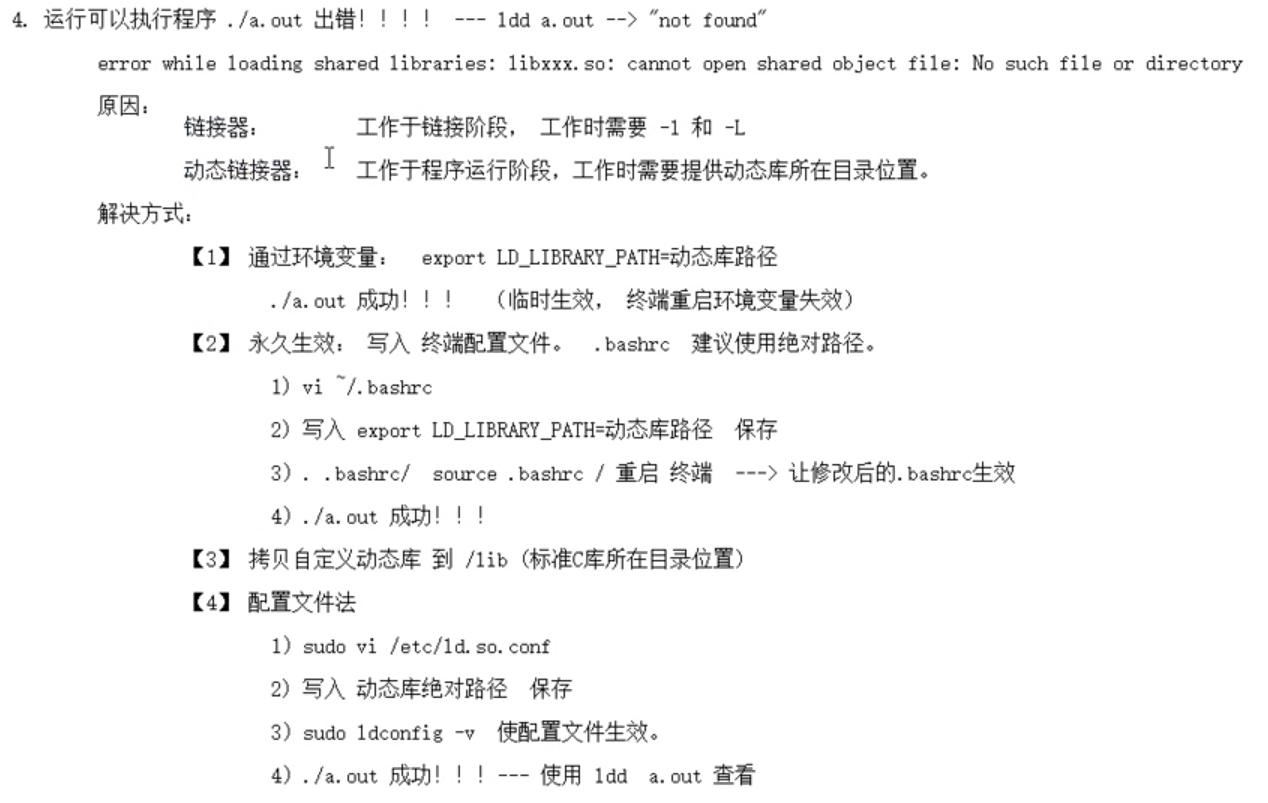 4. 运行可以执行程序 ./a.out 出错！！！！ --- ldd a.out --> "not found"
error while loading shared libraries: libxxx.so: cannot open shared object file: No such file or directory
原因：
链接器： 工作于链接阶段， 工作时需要 -l 和 -L
动态链接器： 工作于程序运行阶段，工作时需要提供动态库所在目录位置。
解决方式：
【1】 通过环境变量： export LD_LIBRARY_PATH=动态库路径
./a.out 成功！！！ （临时生效， 终端重启环境变量失效）
【2】 永久生效： 写入 终端配置文件。 .bashrc 建议使用绝对路径。
1) vi ~/.bashrc
2) 写入 export LD_LIBRARY_PATH=动态库路径 保存
3) . .bashrc/ source .bashrc / 重启 终端 ---> 让修改后的.bashrc生效
4) ./a.out 成功！！！
【3】 拷贝自定义动态库 到 /lib (标准C库所在目录位置)
【4】 配置文件法
1) sudo vi /etc/ld.so.conf
2) 写入 动态库绝对路径 保存
3) sudo ldconfig -v 使配置文件生效。
4) ./a.out 成功！！！--- 使用 ldd a.out 查看